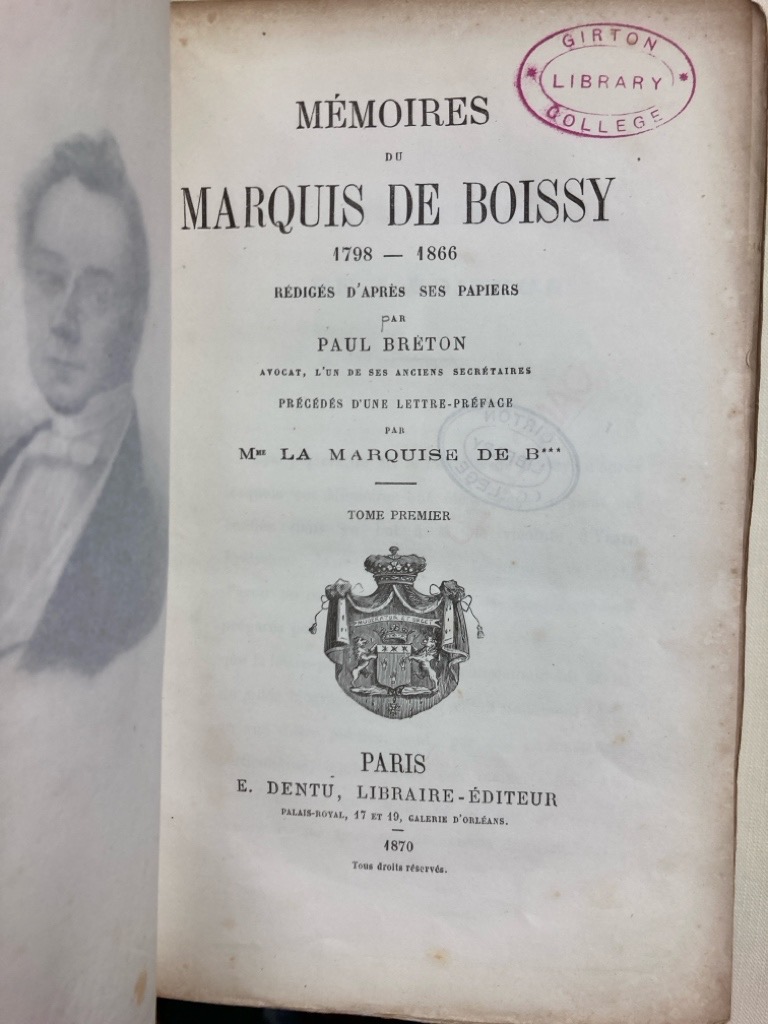 GIRTON
LIBRARY
COLLEGE
MÉMOIRES
DU
MARQUIS DE BOISSY
1798 — 1866
RÉDIGÉS D'APRÈS SES PAPIERS
PAR
PAUL BRÉTON
AVOCAT, L'UN DE SES ANCIENS SECRÉTAIRES
PRÉCÉDÉS D'UNE LETTRE-PRÉFACE
PAR
Mme LA MARQUISE DE B***
TOME PREMIER
PARIS
E. DENTU, LIBRAIRE-ÉDITEUR
PALAIS-ROYAL, 17 ET 19, GALERIE D'ORLÉANS.
1870
Tous droits réservés.